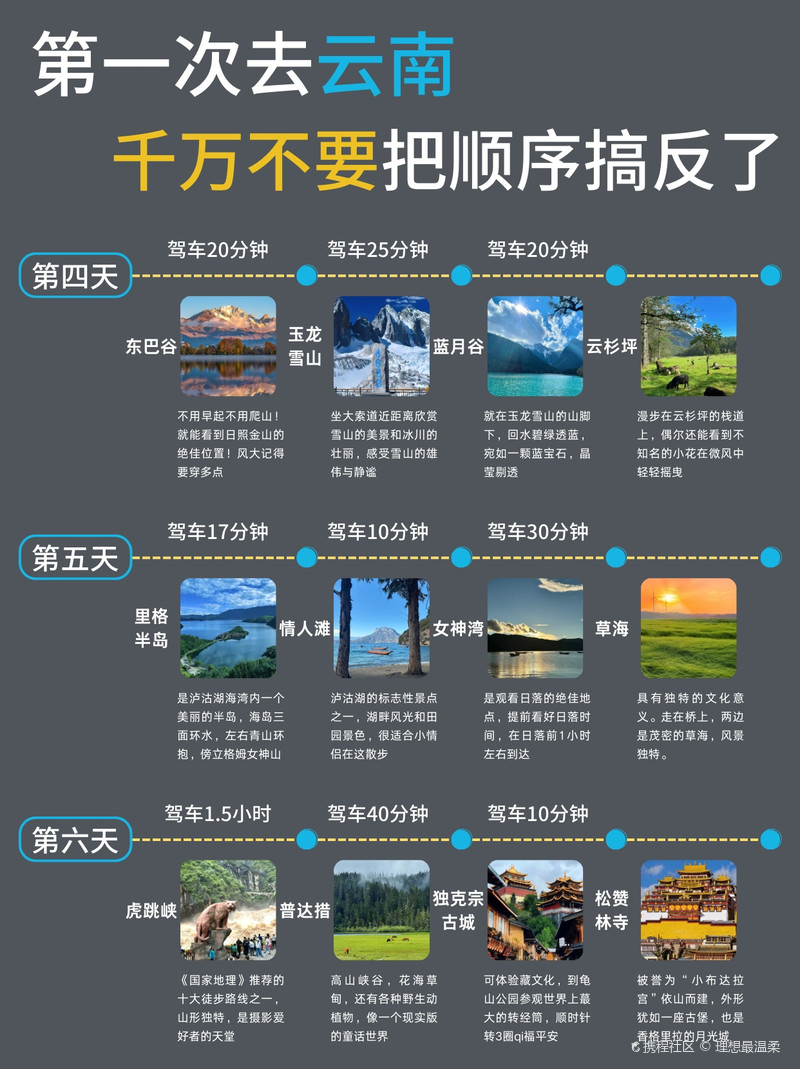 第一次去云南
千万不要把顺序搞反了
驾车20分钟
驾车25分钟
驾车20分钟
第四天
东巴谷
玉龙
雪山
蓝月谷
云杉坪
不用早起不用爬山！
就能看到日照金山的
绝佳位置！风大记得
要穿多点
坐大索道近距离欣赏
雪山的美景和冰川的
壮丽，感受雪山的雄
伟与静谧
就在玉龙雪山的山脚
下，回水碧绿透蓝，
宛如一颗蓝宝石，晶
莹剔透
漫步在云杉坪的栈道
上，偶尔还能看到不
知名的小花在微风中
轻轻摇曳
驾车17分钟
驾车10分钟
驾车30分钟
第五天
里格
半岛
情人滩
女神湾
草海
是泸沽湖海湾内一个
美丽的半岛，海岛三
面环水，左右青山环
抱，傍立格姆女神山
泸沽湖的标志性景点
之一，湖畔风光和田
园景色，很适合小情
侣在这散步
是观看日落的绝佳地
点，提前看好日落时
间，在日落前1小时
左右到达
具有独特的文化意
义。走在桥上，两边
是茂密的草海，风景
独特。
驾车1.5小时
驾车40分钟
驾车10分钟
第六天
虎跳峡
普达措
独克宗
古城
松赞
林寺
《国家地理》推荐的
十大徒步路线之一，
山形独特，是摄影爱
好者的天堂
高山峡谷，花海草
甸，还有各种野生动
植物，像一个现实版
的童话世界
可体验藏文化，到龟
山公园参观世界上蕞
大的转经筒，顺时针
转3圈qi福平安
被誉为“小布达拉
宫”依山而建，外形
犹如一座古堡，也是
香格里拉的月光城
携程社区 © 理想最温柔